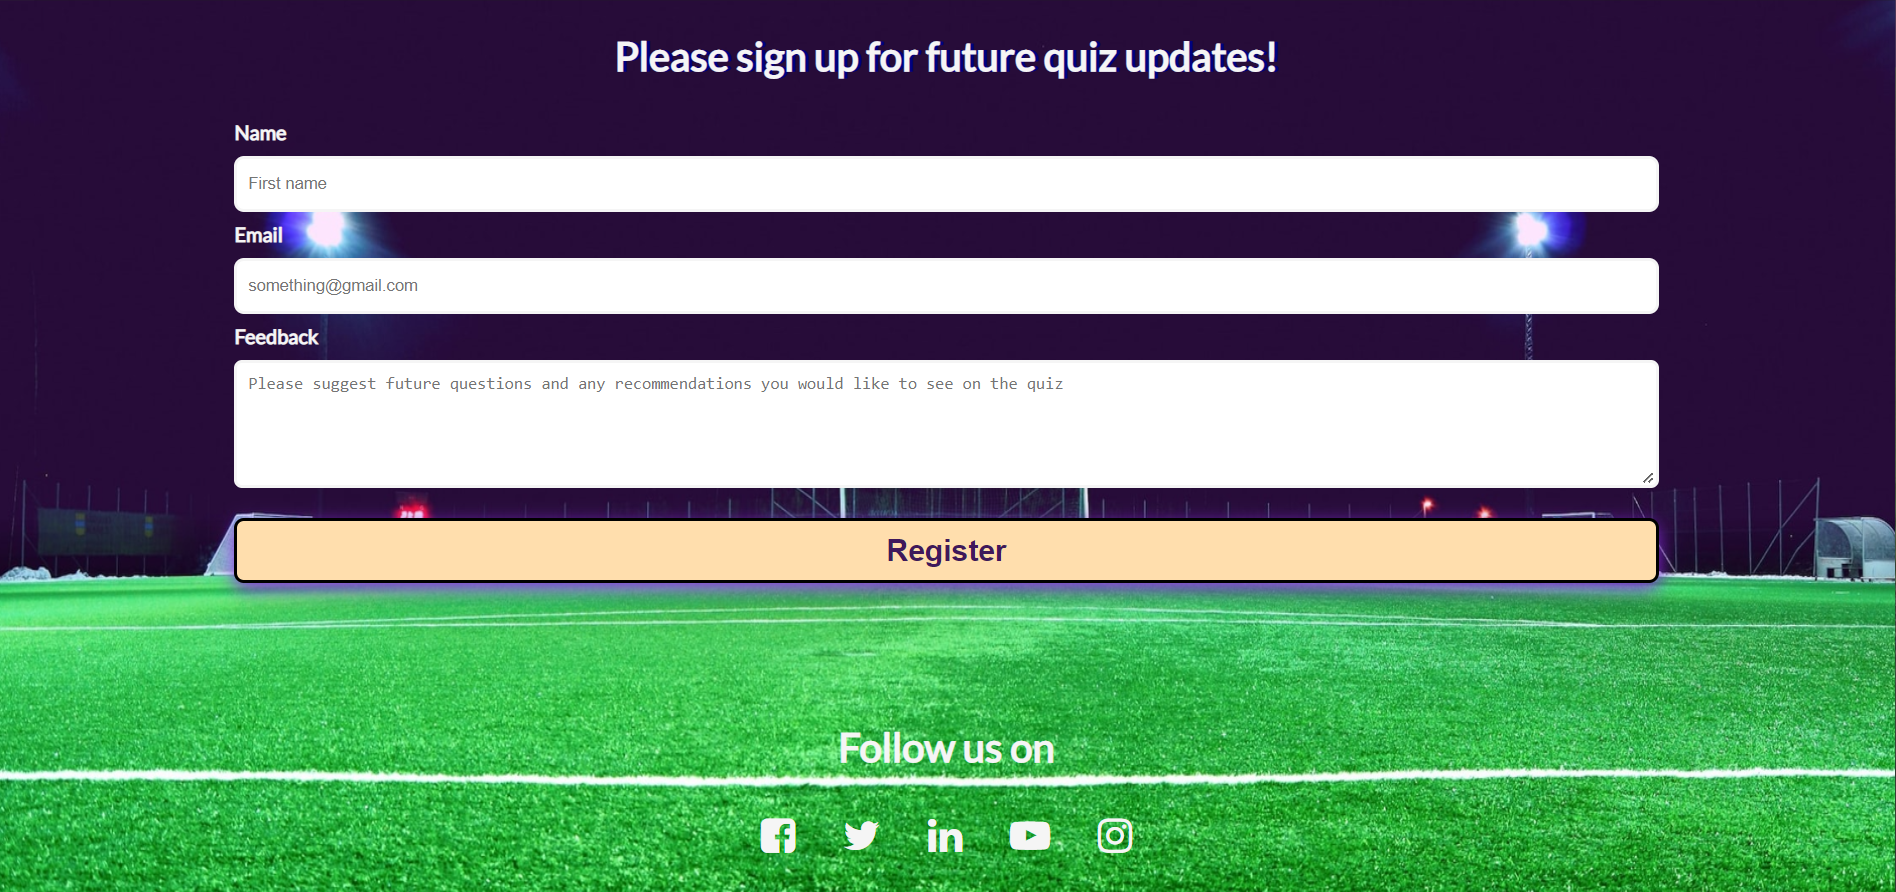 Please sign up for future quiz updates!
Name
First name
Email
something@gmail.com
Feedback
Please suggest future questions and any recommendations you would like to see on the quiz
Register
Follow us on